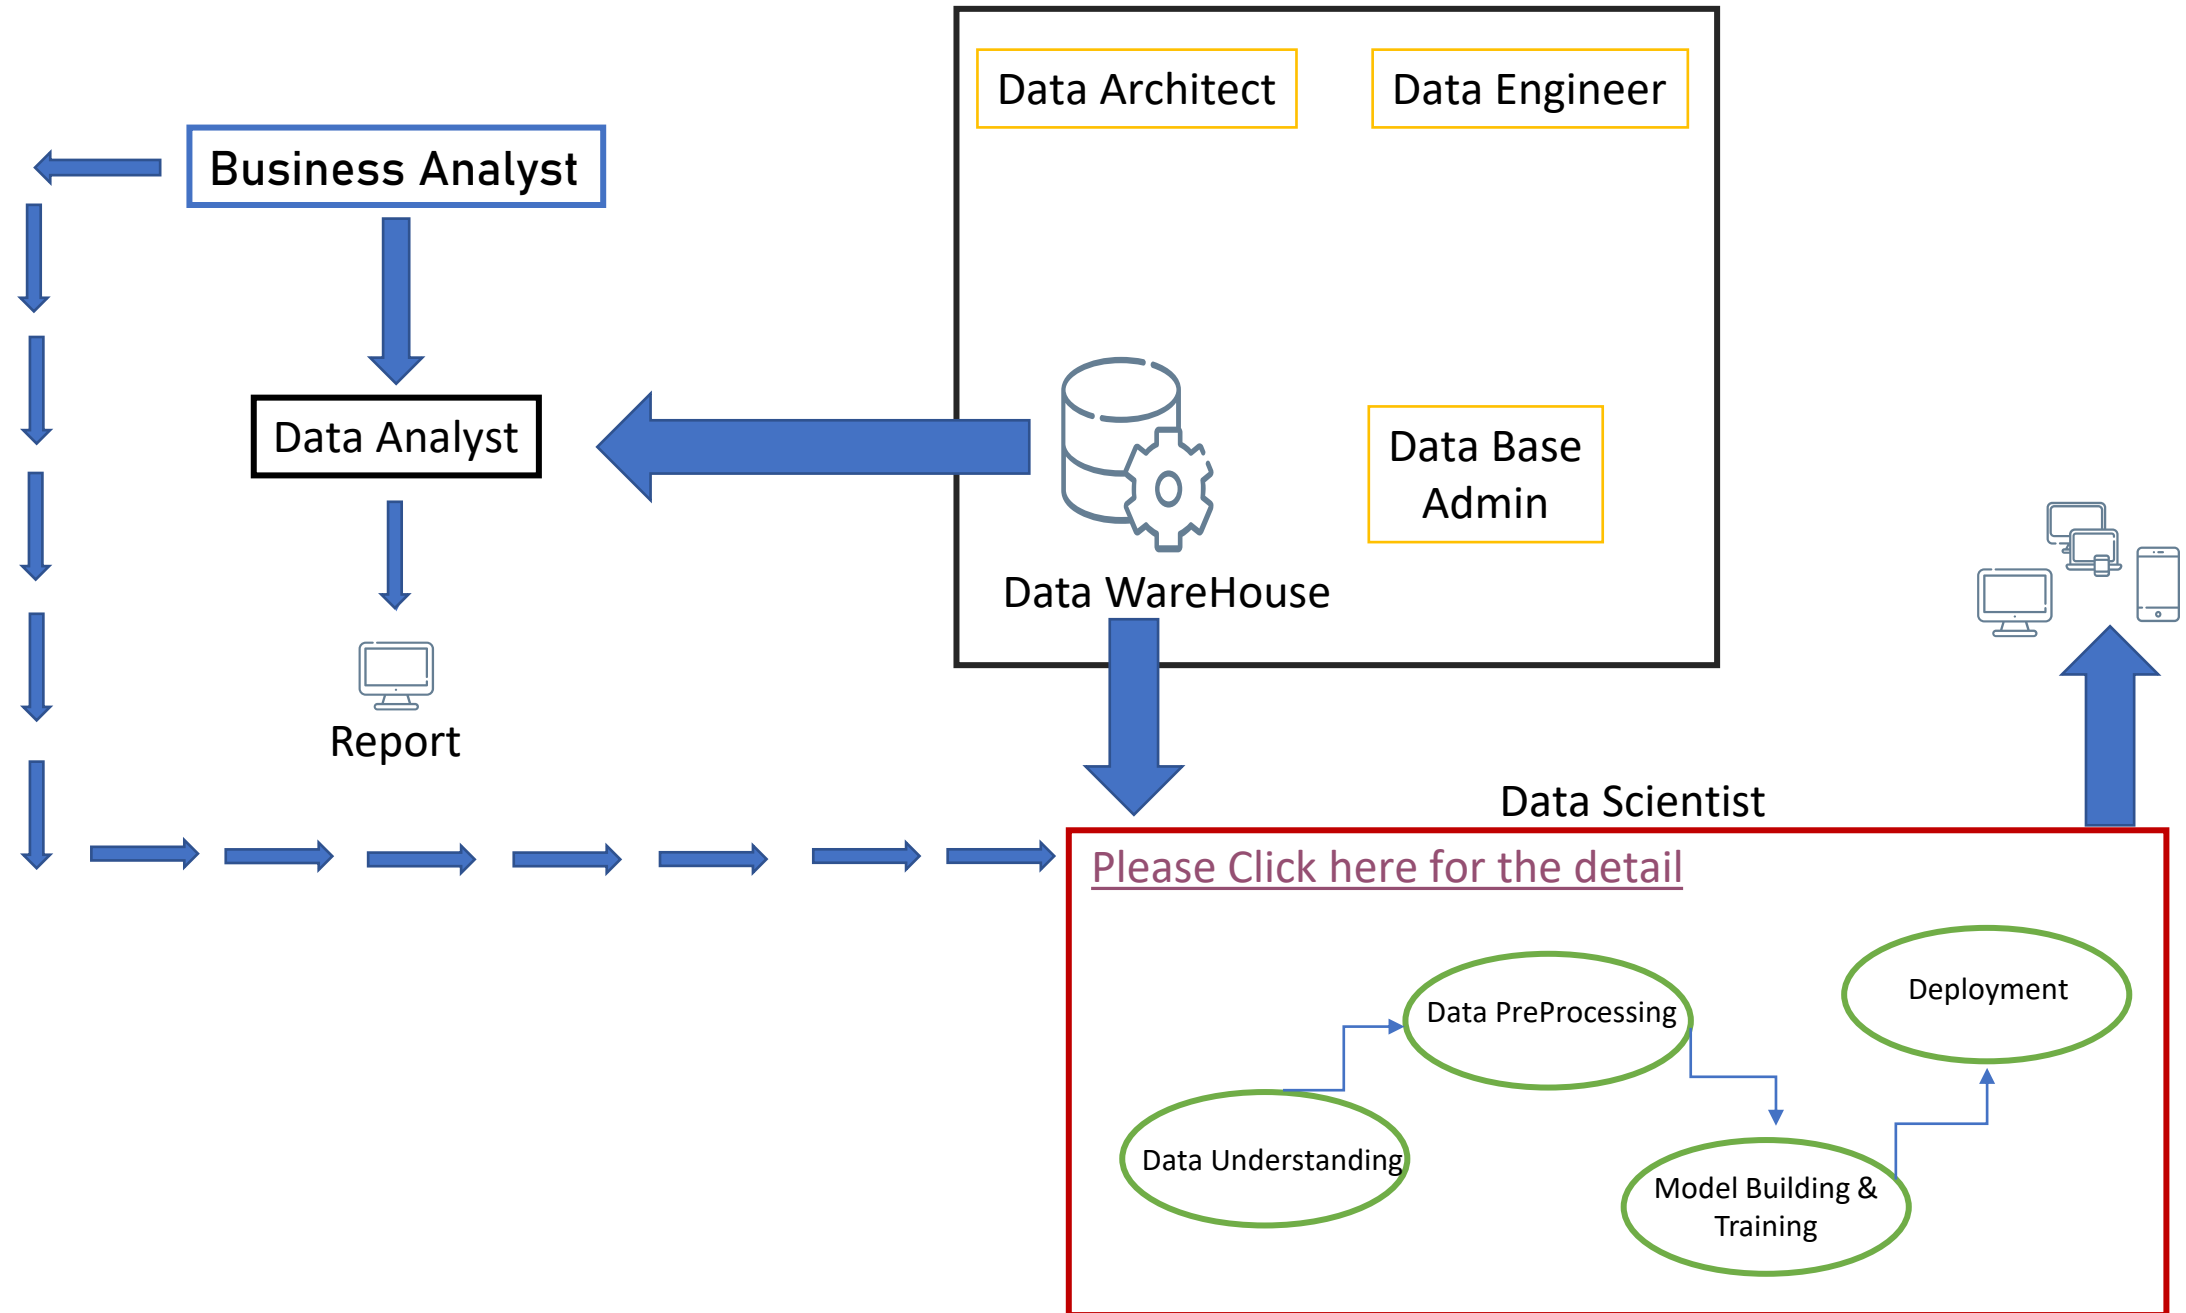 Data Architect
Data Engineer
Business Analyst
Data Analyst
Data Base
Admin
Data WareHouse
Report
Data Scientist
Please Click here for the detail
Deployment
Data PreProcessing
Data Understanding
Model Building &
Training